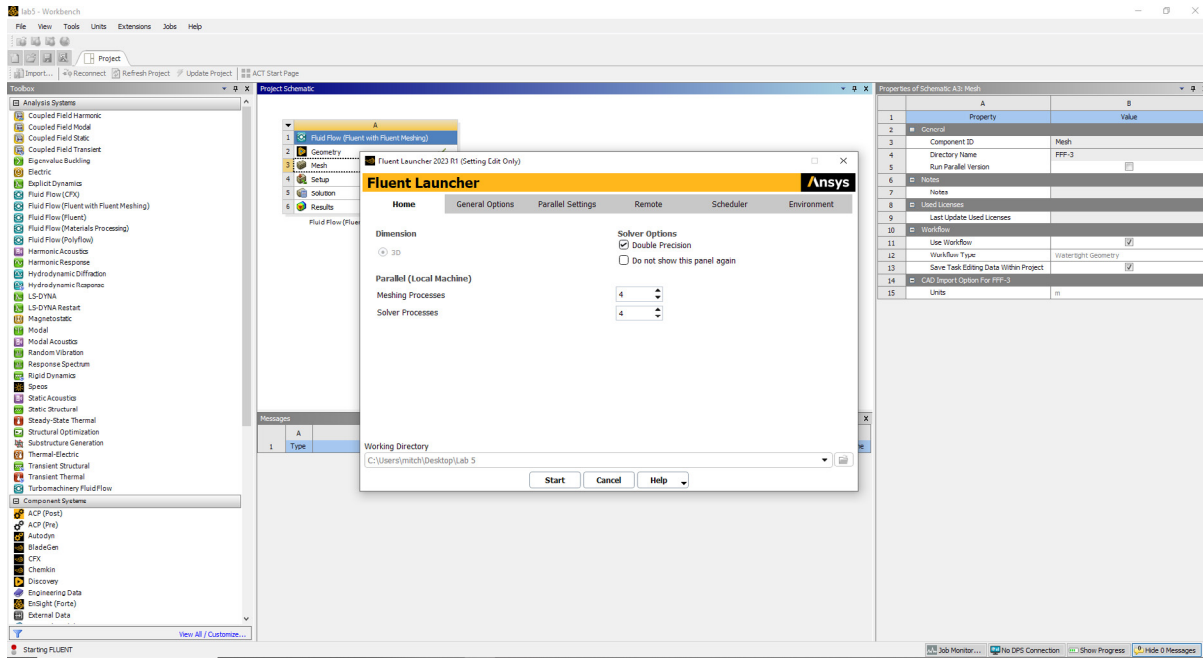 lab5 - Workbench
File View Tools Units Extensions Jobs Help
Project
Import... Reconnect Refresh Project Update Project ACT Start Page
Toolbox
Analysis Systems
Coupled Field Harmonic
Coupled Field Modal
Coupled Field Static
Coupled Field Transient
Eigenvalue Buckling
Electric
Explicit Dynamics
Fluid Flow (CFX)
Fluid Flow (Fluent with Fluent Meshing)
Fluid Flow (Fluent)
Fluid Flow (Materials Processing)
Fluid Flow (Polyflow)
Harmonic Acoustics
Harmonic Response
Hydrodynamic Diffraction
Hydrodynamic Response
LS-DYNA
LS-DYNA Restart
Magnetostatic
Modal
Modal Acoustics
Random Vibration
Response Spectrum
Rigid Dynamics
Speos
Static Acoustics
Static Structural
Steady-State Thermal
Structural Optimization
Substructure Generation
Thermal-Electric
Transient Structural
Transient Thermal
Turbomachinery Fluid Flow
Component Systems
ACP (Post)
ACP (Pre)
Autodyn
BladeGen
CFX
Chemkin
Discovery
Engineering Data
EnSight (Forte)
External Data
View All / Customize...
Project Schematic
A
1 Fluid Flow (Fluent with Fluent Meshing)
2 Geometry
3 Mesh
4 Setup
5 Solution
6 Results
Fluid Flow (Fluer
Messages
A
1 Type
Fluent Launcher 2023 R1 (Setting Edit Only)
Fluent Launcher
Ansys
Home General Options Parallel Settings Remote Scheduler Environment
Dimension
3D
Solver Options
Double Precision
Do not show this panel again
Parallel (Local Machine)
Meshing Processes 4
Solver Processes 4
Working Directory
C:\Users\mitch\Desktop\Lab 5
Start Cancel Help
Properties of Schematic A3: Mesh
A B
1 Property Value
2 General
3 Component ID Mesh
4 Directory Name FFF-3
5 Run Parallel Version
6 Notes
7 Notes
8 Used Licenses
9 Last Update Used Licenses
10 Workflow
11 Use Workflow
12 Workflow Type Watertight Geometry
13 Save Task Editing Data Within Project
14 CAD Import Option For FFF-3
15 Units m
Starting FLUENT
Job Monitor... No DPS Connection Show Progress Hide 0 Messages